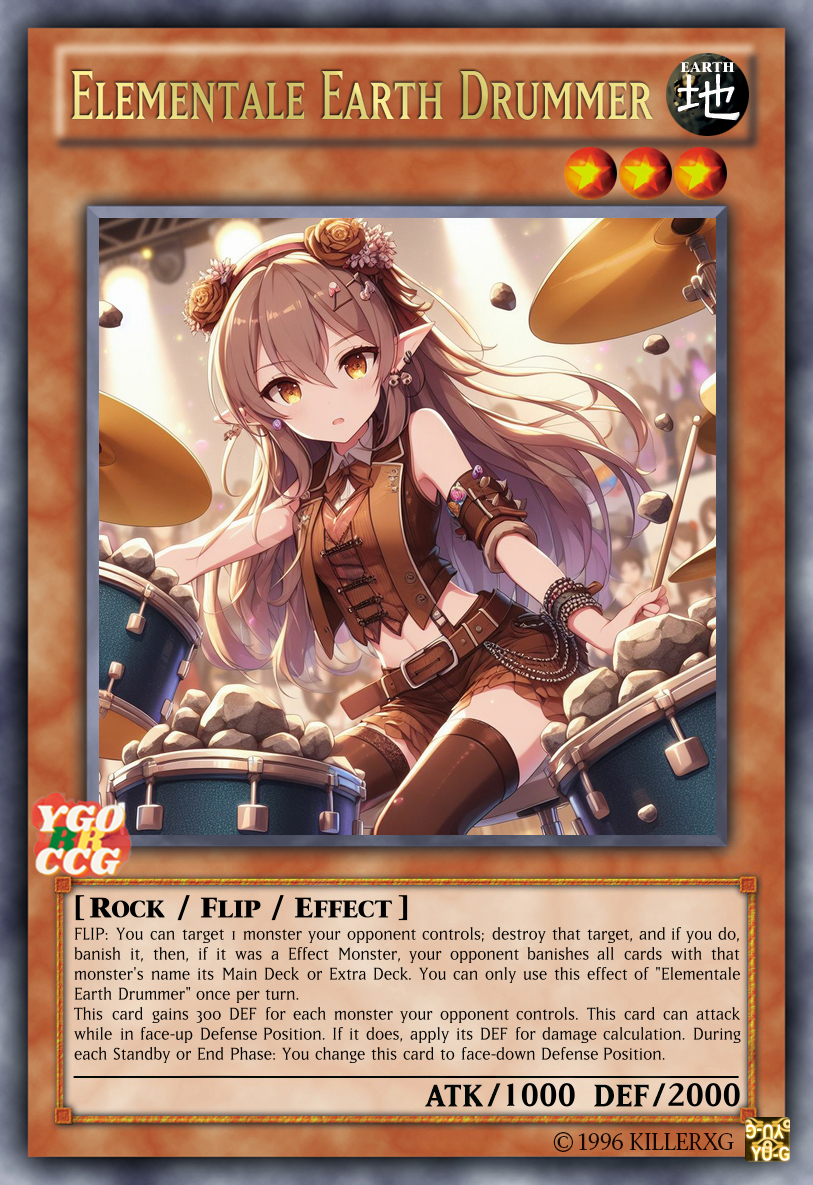 Elementale Earth Drummer
EARTH
地
YGO
RR
CCG
[ Rock / Flip / Effect ]
FLIP: You can target 1 monster your opponent controls; destroy that target, and if you do,
banish it, then, if it was a Effect Monster, your opponent banishes all cards with that
monster's name its Main Deck or Extra Deck. You can only use this effect of "Elementale
Earth Drummer" once per turn.
This card gains 300 DEF for each monster your opponent controls. This card can attack
while in face-up Defense Position. If it does, apply its DEF for damage calculation. During
each Standby or End Phase: You change this card to face-down Defense Position.
ATK/1000 DEF/2000
© 1996 KILLERXG